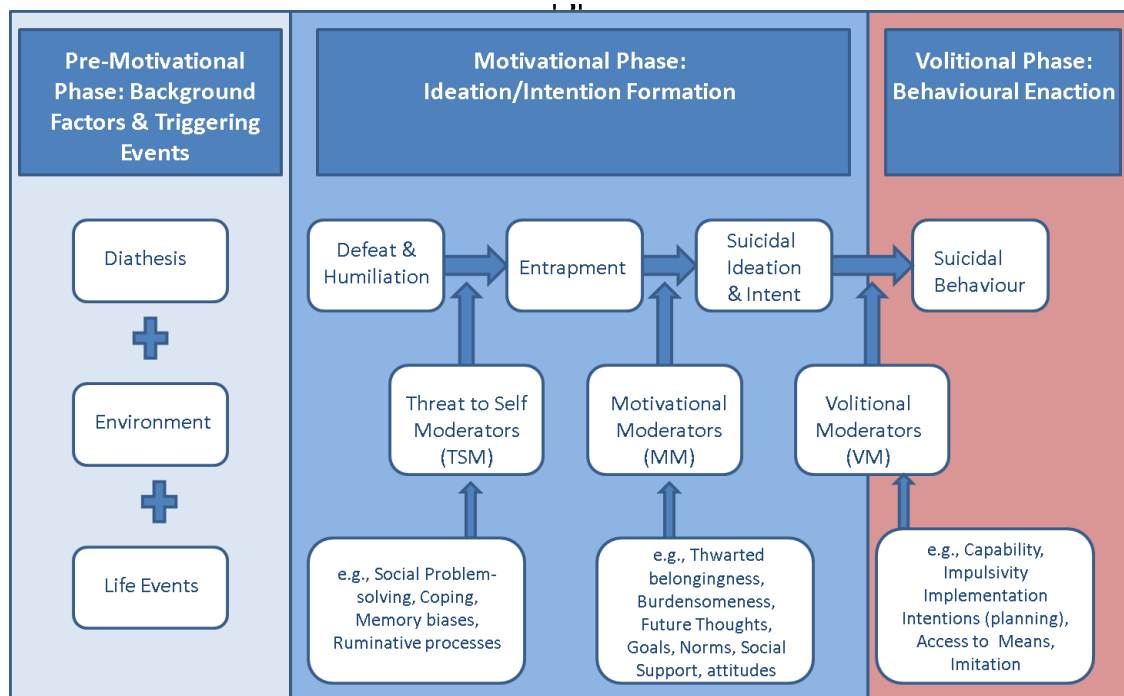 Pre-Motivational
Phase: Background
Factors & Triggering
Events
Motivational Phase:
Ideation/Intention Formation
Volitional Phase:
Behavioural Enaction
Diathesis
Environment
Life Events
Defeat &
Humiliation
Entrapment
Suicidal
Ideation
& Intent
Suicidal
Behaviour
Threat to Self
Moderators
(TSM)
Motivational
Moderators
(MM)
Volitional
Moderators
(VM)
e.g., Social Problem-
solving, Coping,
Memory biases,
Ruminative processes
e.g., Thwarted
belongingness,
Burdensomeness,
Future Thoughts,
Goals, Norms, Social
Support, attitudes
e.g., Capability,
Impulsivity
Implementation
Intentions (planning),
Access to Means,
Imitation